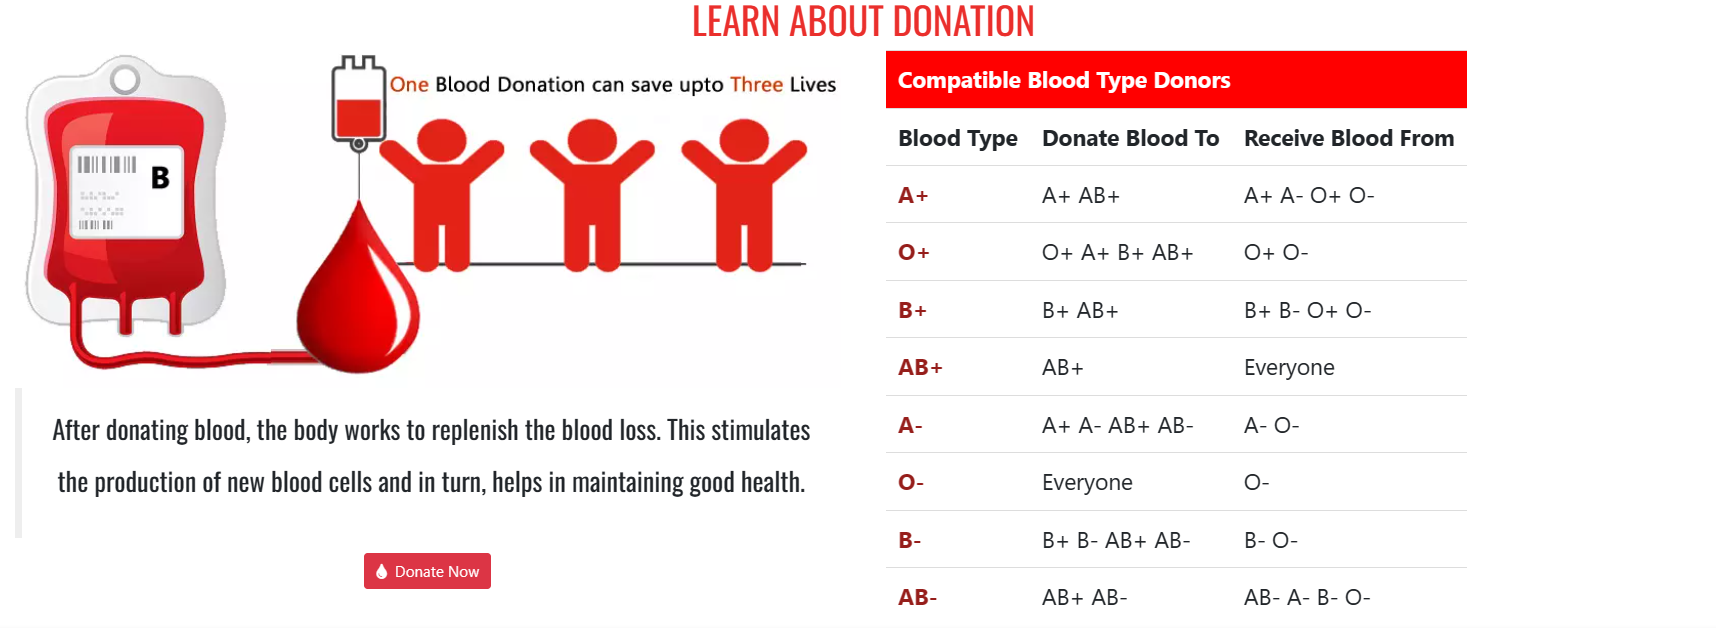 LEARN ABOUT DONATION
B
One Blood Donation can save upto Three Lives
After donating blood, the body works to replenish the blood loss. This stimulates
the production of new blood cells and in turn, helps in maintaining good health.
Donate Now
Compatible Blood Type Donors
Blood Type Donate Blood To Receive Blood From
A+ A+ AB+ A+ A- O+ O-
O+ O+ A+ B+ AB+ O+ O-
B+ B+ AB+ B+ B- O+ O-
AB+ AB+ Everyone
A- A+ A- AB+ AB- A- O-
O- Everyone O-
B- B+ B- AB+ AB- B- O-
AB- AB+ AB- AB- A- B- O-